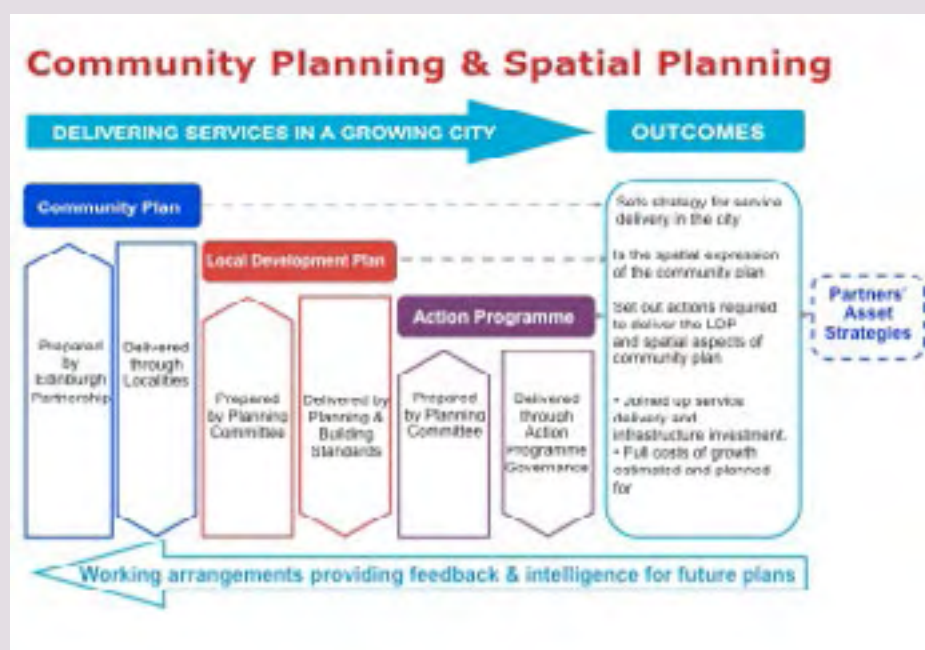 Community Planning & Spatial Planning
DELIVERING SERVICES IN A GROWING CITY
OUTCOMES
Community Plan
Prepared
by
Edinburgh
Partnership
Delivered
through
Localities
Local Development Plan
Prepared
by Planning
Committee
Delivered by
Planning &
Building
Standards
Action Programme
Prepared
by Planning
Committee
Delivered
through
Action
Programme
Governance
Sets strategy for service
delivery in the city
Is the spatial expression
of the community plan
Set out actions required
to deliver the LDP
and spatial aspects of
community plan
• Joined up service
delivery and
infrastructure investment.
• Full costs of growth
estimated and planned
for
Partners'
Asset
Strategies
Working arrangements providing feedback & intelligence for future plans